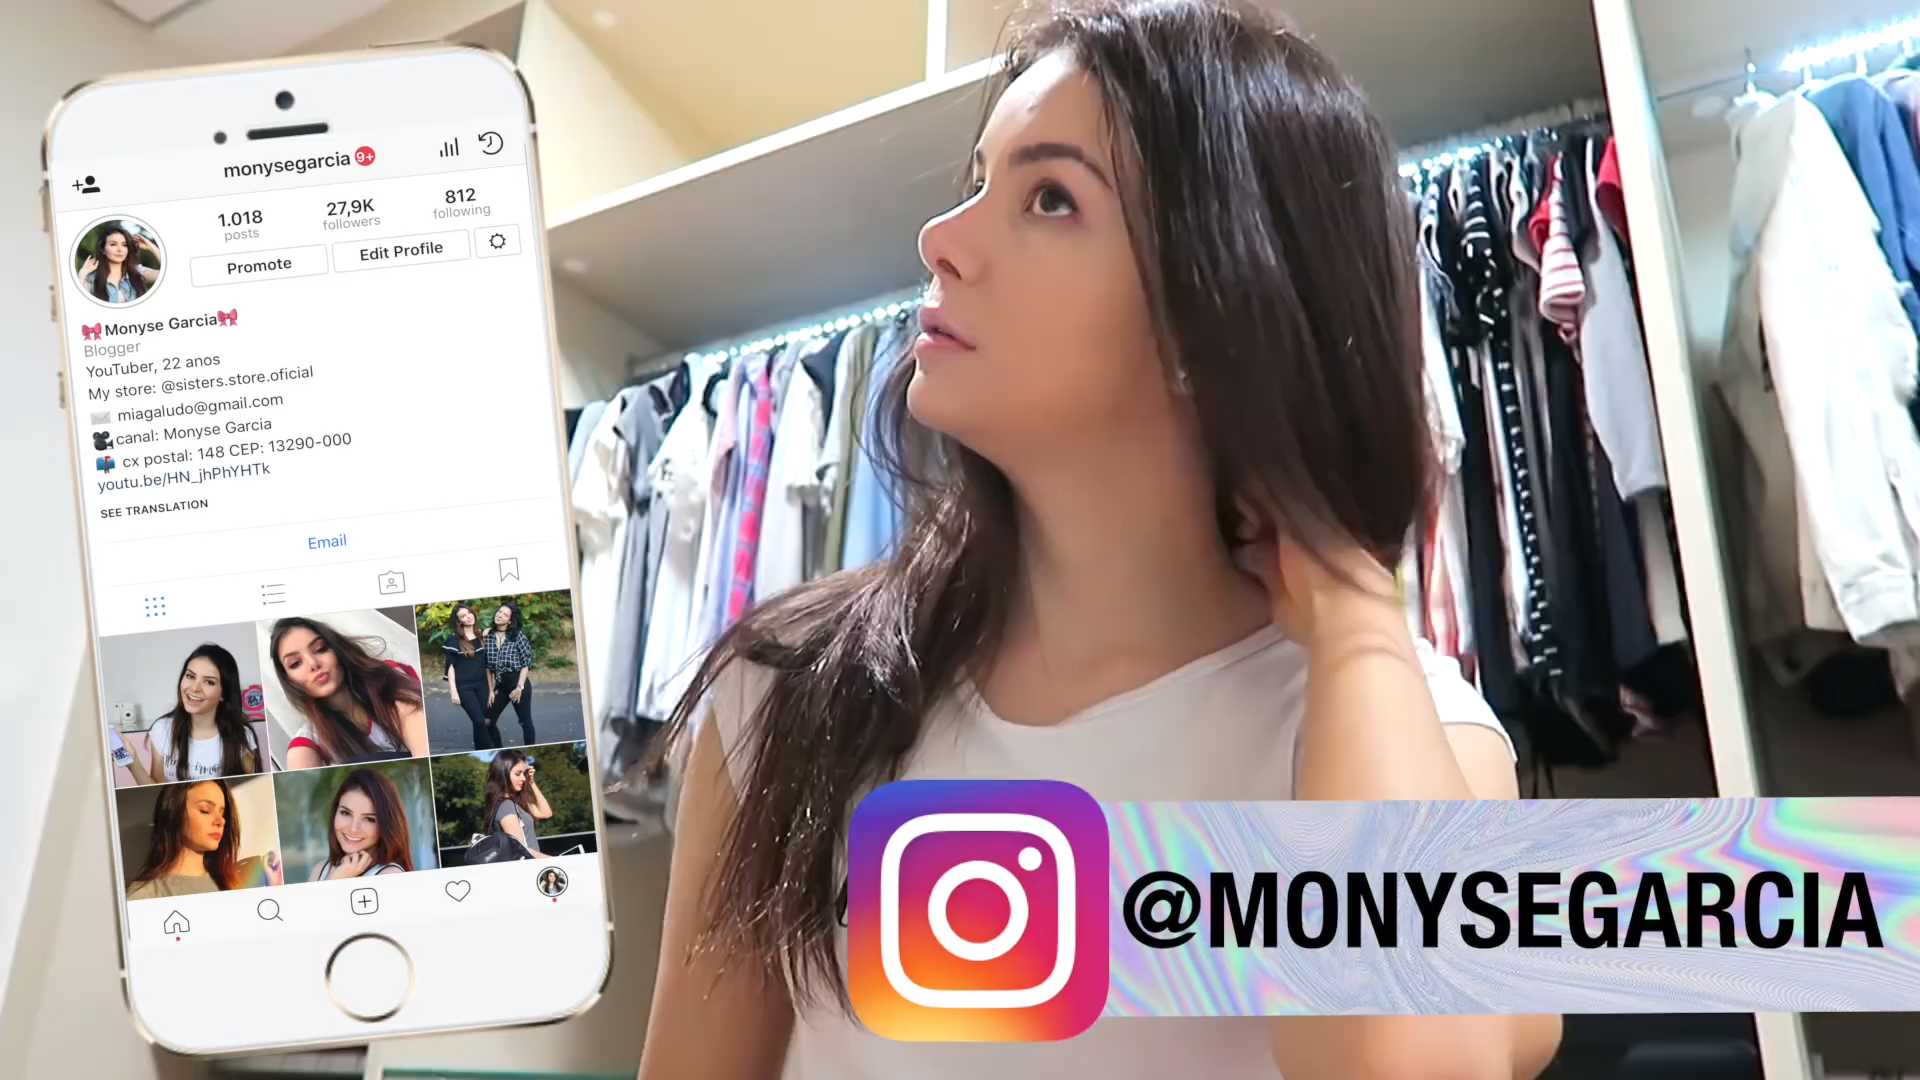 monysegarcia 9+
1.018 27,9K 812
posts followers following
Promote Edit Profile
🎀Monyse Garcia🎀
Blogger
YouTuber, 22 anos
My store: @sisters.store.oficial
✉️ miagaludo@gmail.com
🎥canal: Monyse Garcia
📫 cx postal: 148 CEP: 13290-000
youtu.be/HN_jhPhYHTk
SEE TRANSLATION
Email
@MONYSEGARCIA